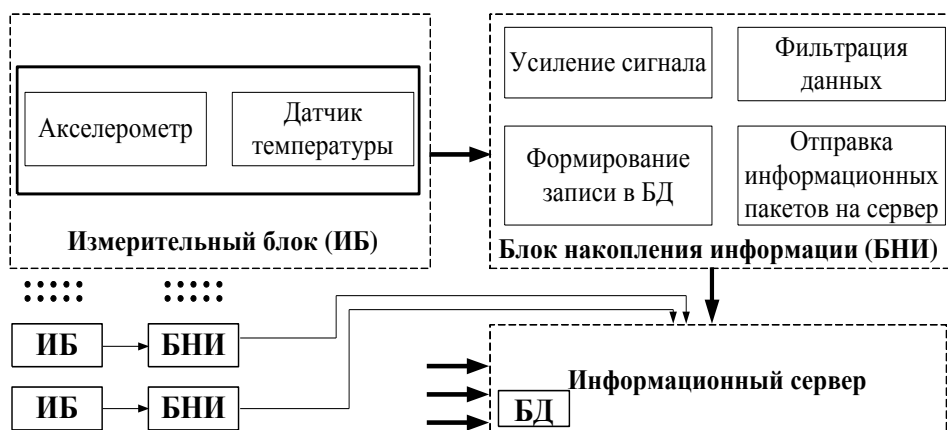 Акселерометр
Датчик
температуры
Измерительный блок (ИБ)
Усиление сигнала
Фильтрация
данных
Формирование
записи в БД
Отправка
информационных
пакетов на сервер
Блок накопления информации (БНИ)
ИБ
БНИ
ИБ
БНИ
Информационный сервер
БД